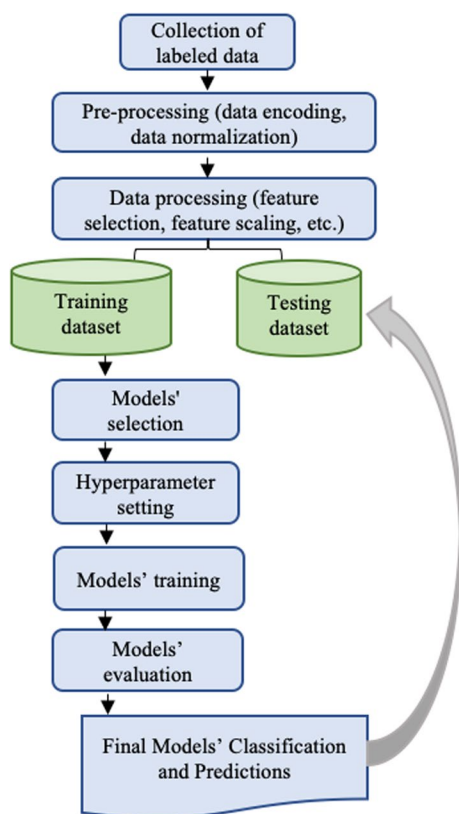 Collection of
labeled data
Pre-processing (data encoding,
data normalization)
Data processing (feature
selection, feature scaling, etc.)
Training
dataset
Testing
dataset
Models'
selection
Hyperparameter
setting
Models’ training
Models’
evaluation
Final Models’ Classification
and Predictions